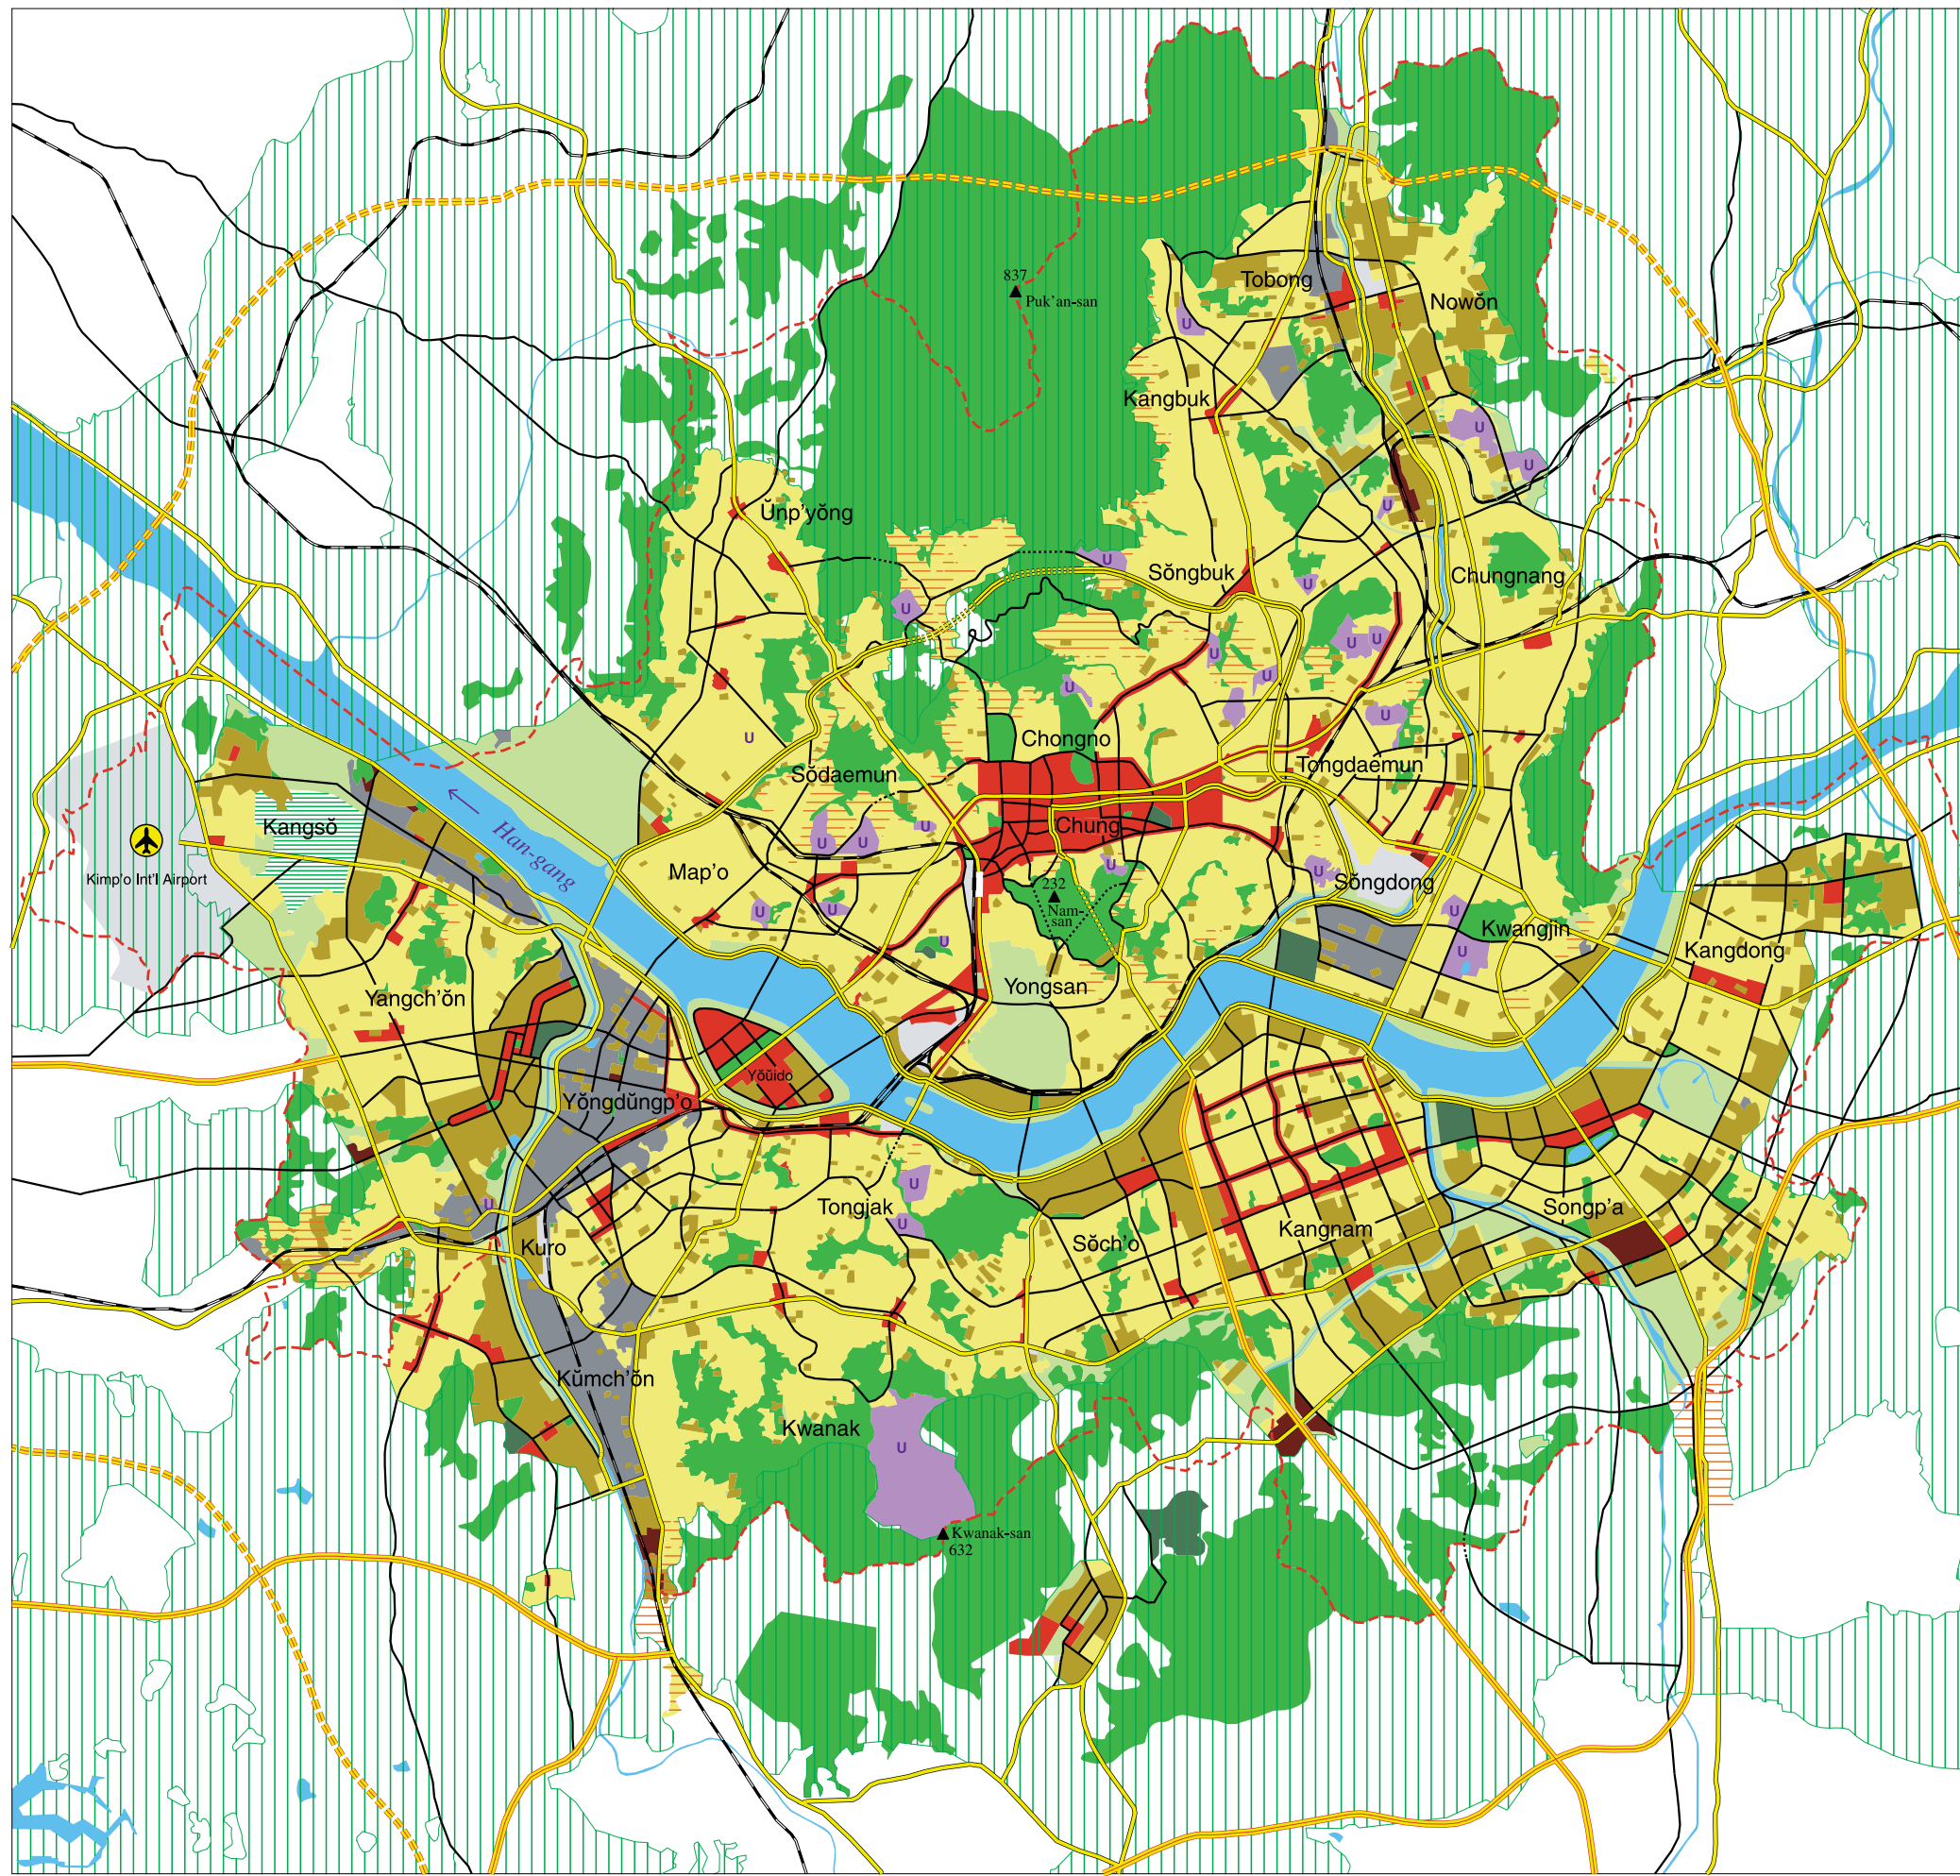 837
Puk'an-san
Tobong
Nowŏn
U
Kangbuk
U
U
U
Ŭnp'yŏng
U
Sŏngbuk
U
Chungnang
U
U
U
U
U
U
U
U
U
Chongno
Sŏdaemun
Tongdaemun
Han-gang
Kangsŏ
Chung
U
U
U
U
U
Map'o
Kimp'o Int'l Airport
232
Nam-
san
Sŏngdong
U
U
U
Kwangjin
U
U
Kangdong
Yangch'ŏn
Yongsan
Yŏŭido
Yŏngdŭngp'o
U
U
Tongjak
U
Songp'a
Kangnam
Kuro
Sŏch'o
Kŭmch'ŏn
Kwanak
U
Kwanak-san
632